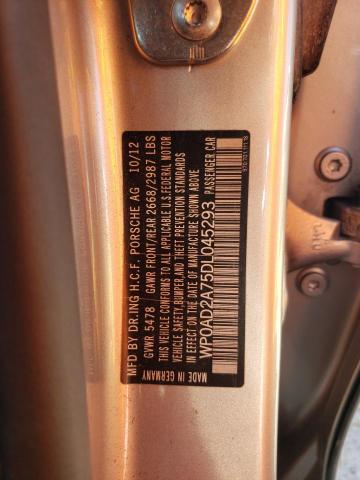 MFD BY DR.ING H.C.F. PORSCHE AG 10/12
GVWR 5478 GAWR FRONT/REAR 2668/2987 LBS
THIS VEHICLE CONFORMS TO ALL APPLICABLE U.S.FEDERAL MOTOR
VEHICLE SAFETY, BUMPER,AND THEFT PREVENTION STANDARDS
IN EFFECT ON THE DATE OF MANUFACTURE SHOWN ABOVE
WP0AD2A75DL045293 PASSENGER CAR
MADE IN GERMANY